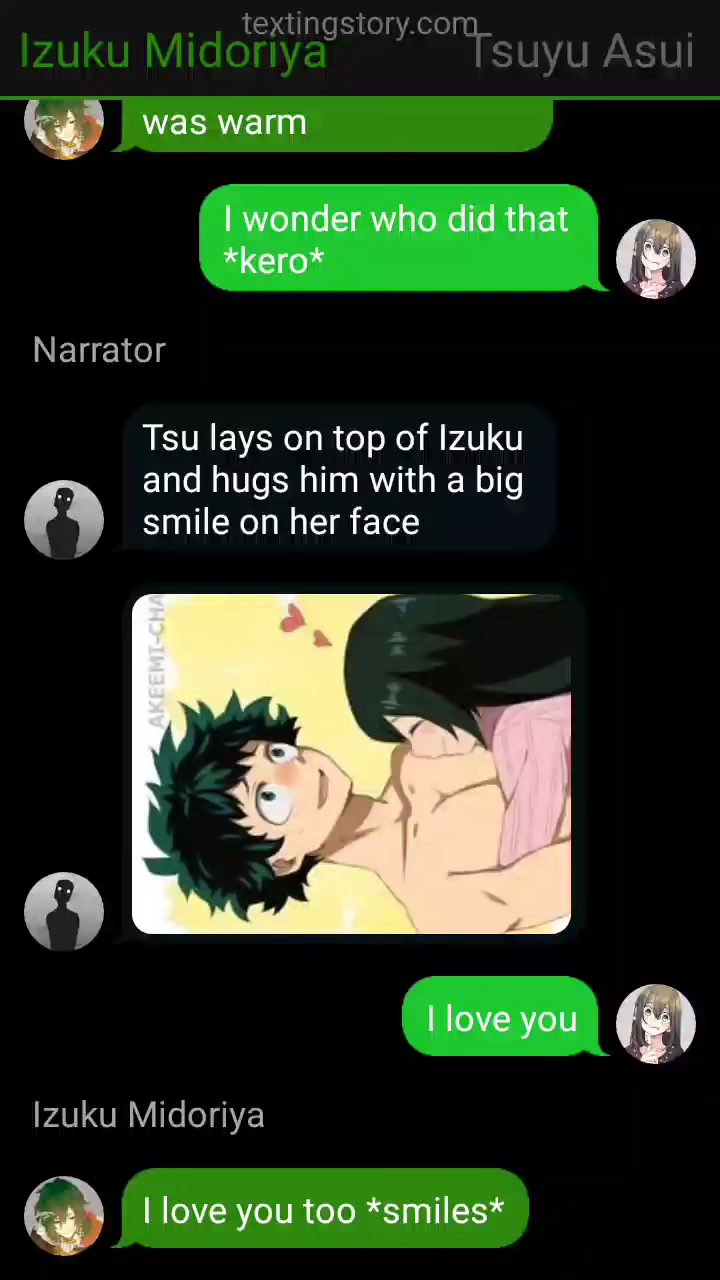 textingstory.com
Izuku Midoriya
Tsuyu Asui
was warm
I wonder who did that
*kero*
Narrator
Tsu lays on top of Izuku
and hugs him with a big
smile on her face
AKEEMI-CHA
I love you
Izuku Midoriya
I love you too *smiles*